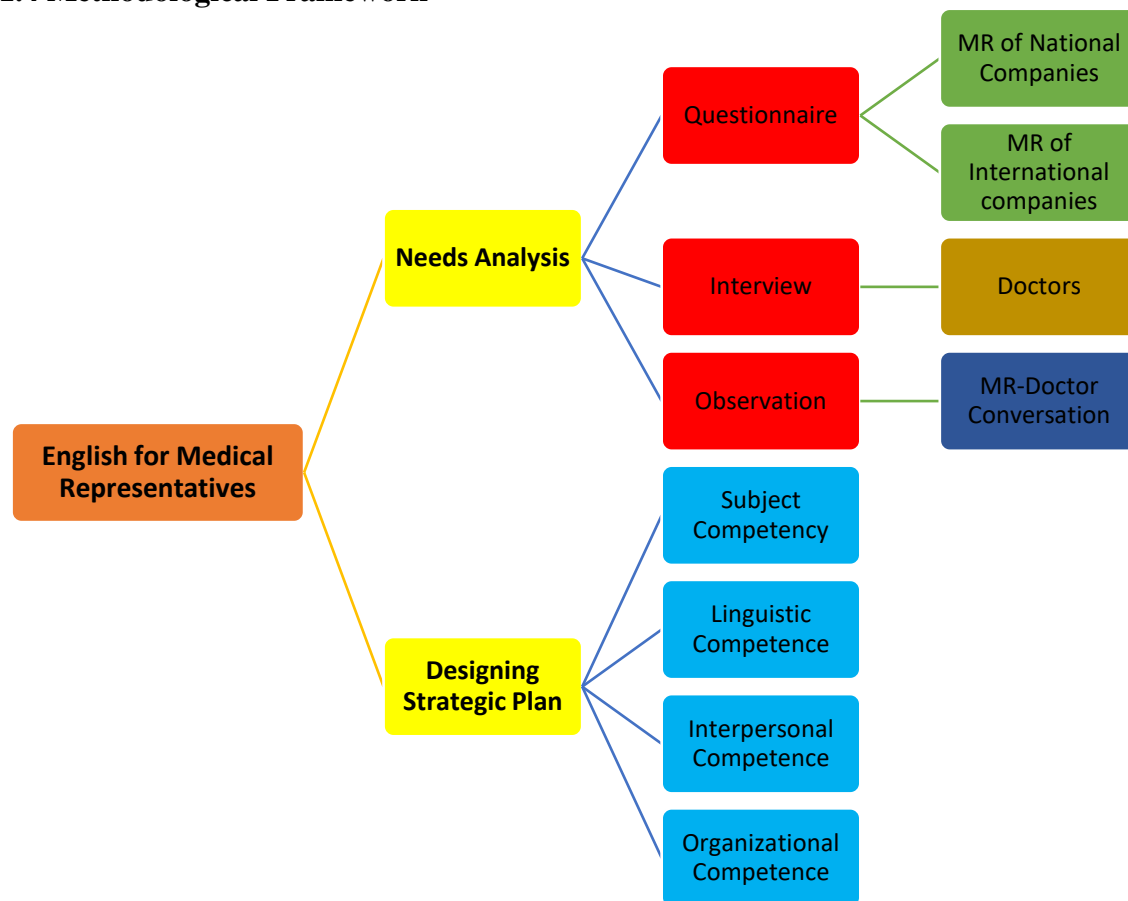 Questionnaire
MR of National
Companies
MR of
International
companies
Needs Analysis
Interview
Doctors
Observation
MR-Doctor
Conversation
English for Medical
Representatives
Subject
Competency
Linguistic
Competence
Designing
Strategic Plan
Interpersonal
Competence
Organizational
Competence